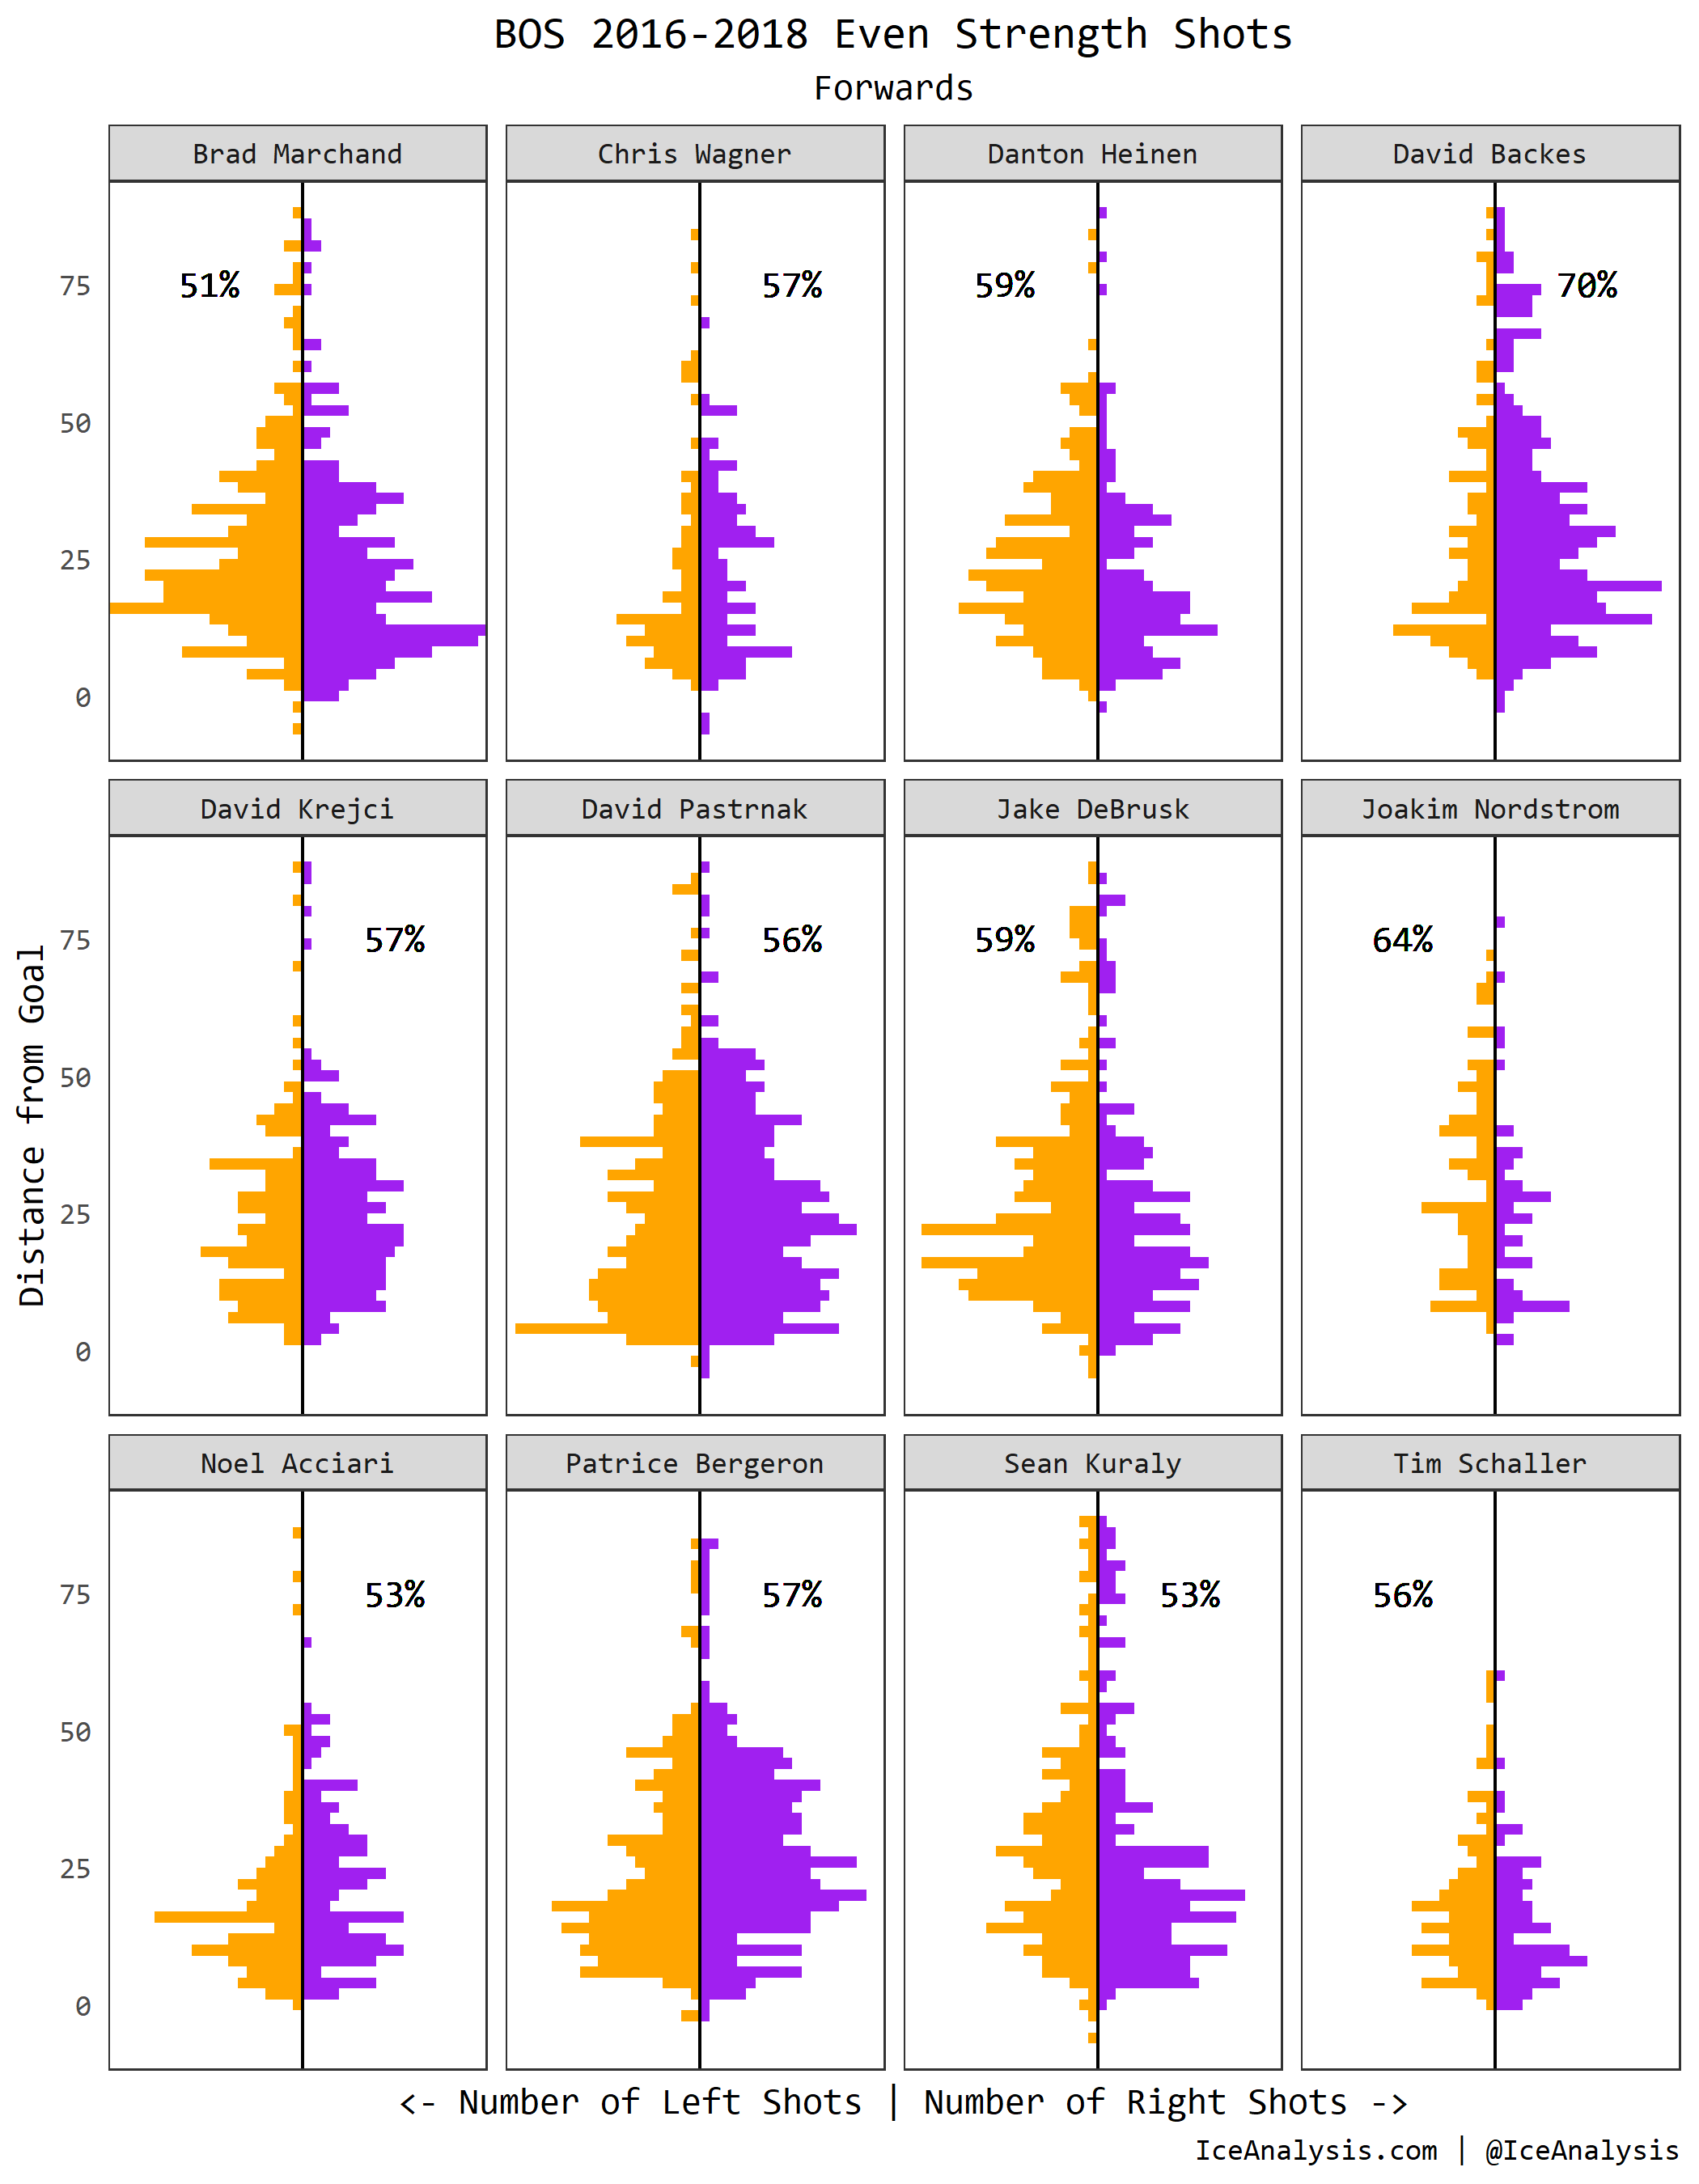 BOS 2016-2018 Even Strength Shots
Forwards
Brad Marchand
Chris Wagner
Danton Heinen
David Backes
51%
57%
59%
70%
75
50
25
0
David Krejci
David Pastrnak
Jake DeBrusk
Joakim Nordstrom
57%
56%
59%
64%
75
50
25
0
Distance from Goal
Noel Acciari
Patrice Bergeron
Sean Kuraly
Tim Schaller
53%
57%
53%
56%
75
50
25
0
<- Number of Left Shots | Number of Right Shots ->
IceAnalysis.com | @IceAnalysis